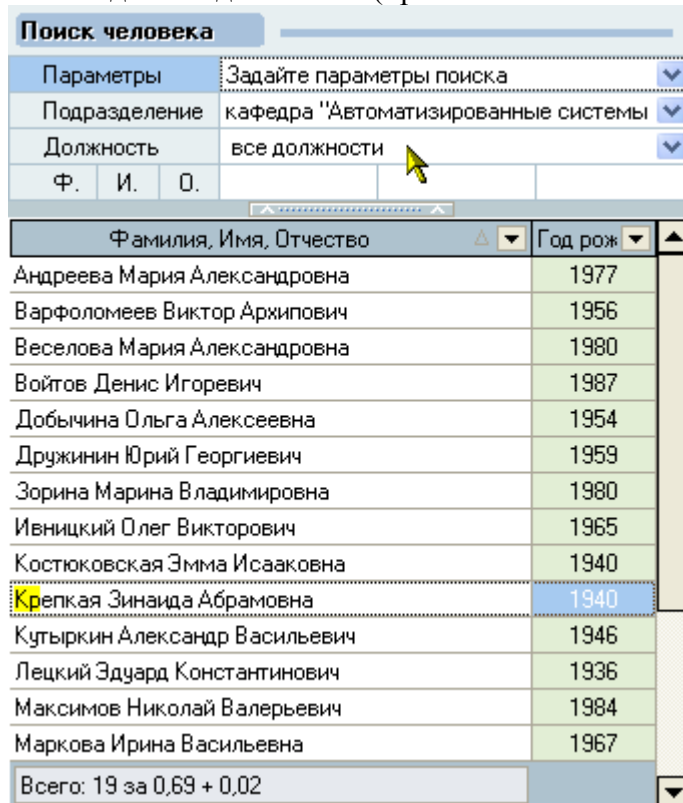 Поиск человека
Параметры Задайте параметры поиска
Подразделение кафедра "Автоматизированные системы
Должность все должности
Ф. И. О.
Фамилия, Имя, Отчество Год рож
Андреева Мария Александровна 1977
Варфоломеев Виктор Архипович 1956
Веселова Мария Александровна 1980
Войтов Денис Игоревич 1987
Добычина Ольга Алексеевна 1954
Дружинин Юрий Георгиевич 1959
Зорина Марина Владимировна 1980
Ивницкий Олег Викторович 1965
Костюковская Эмма Исааковна 1940
Крепкая Зинаида Абрамовна 1940
Кутыркин Александр Васильевич 1946
Лецкий Эдуард Константинович 1936
Максимов Николай Валерьевич 1984
Маркова Ирина Васильевна 1967
Всего: 19 за 0,69 + 0,02